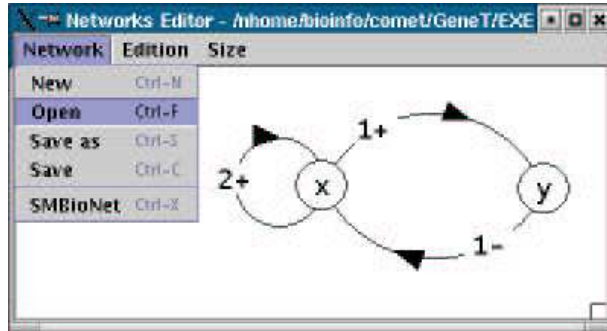 Networks Editor - /nhome/bioinfo/comet/GeneT/EXE
Network Edition Size
New Ctrl-N
Open Ctrl-F
Save as Ctrl-S
Save Ctrl-C
SMBioNet Ctrl-X
1+
2+
x
y
1-